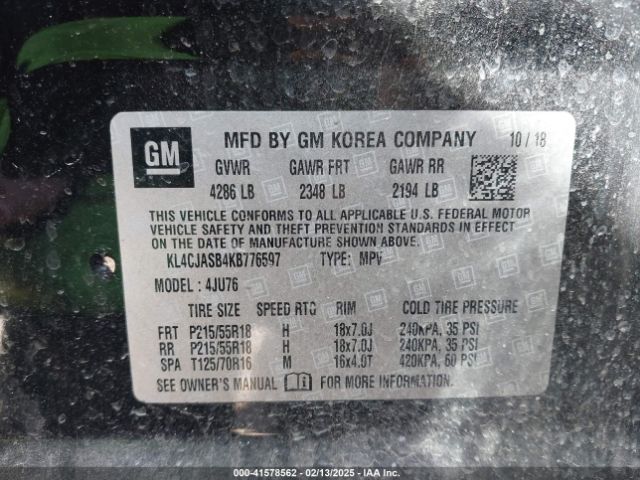 GM MFD BY GM KOREA COMPANY 10 / 18
GVWR GAWR FRT GAWR RR
4286 LB 2348 LB 2194 LB
THIS VEHICLE CONFORMS TO ALL APPLICABLE U.S. FEDERAL MOTOR
VEHICLE SAFETY AND THEFT PREVENTION STANDARDS IN EFFECT ON
THE DATE OF MANUFACTURE SHOWN ABOVE.
KL4CJASB4KB776597 TYPE: MPV
MODEL : 4JU76
TIRE SIZE SPEED RTG RIM COLD TIRE PRESSURE
FRT P215/55R18 H 18x7.0J 240KPA, 35 PSI
RR P215/55R18 H 18x7.0J 240KPA, 35 PSI
SPA T125/70R16 M 16x4.0T 420KPA, 60 PSI
SEE OWNER'S MANUAL FOR MORE INFORMATION.
000-41578562 - 02/13/2025 - IAA Inc.